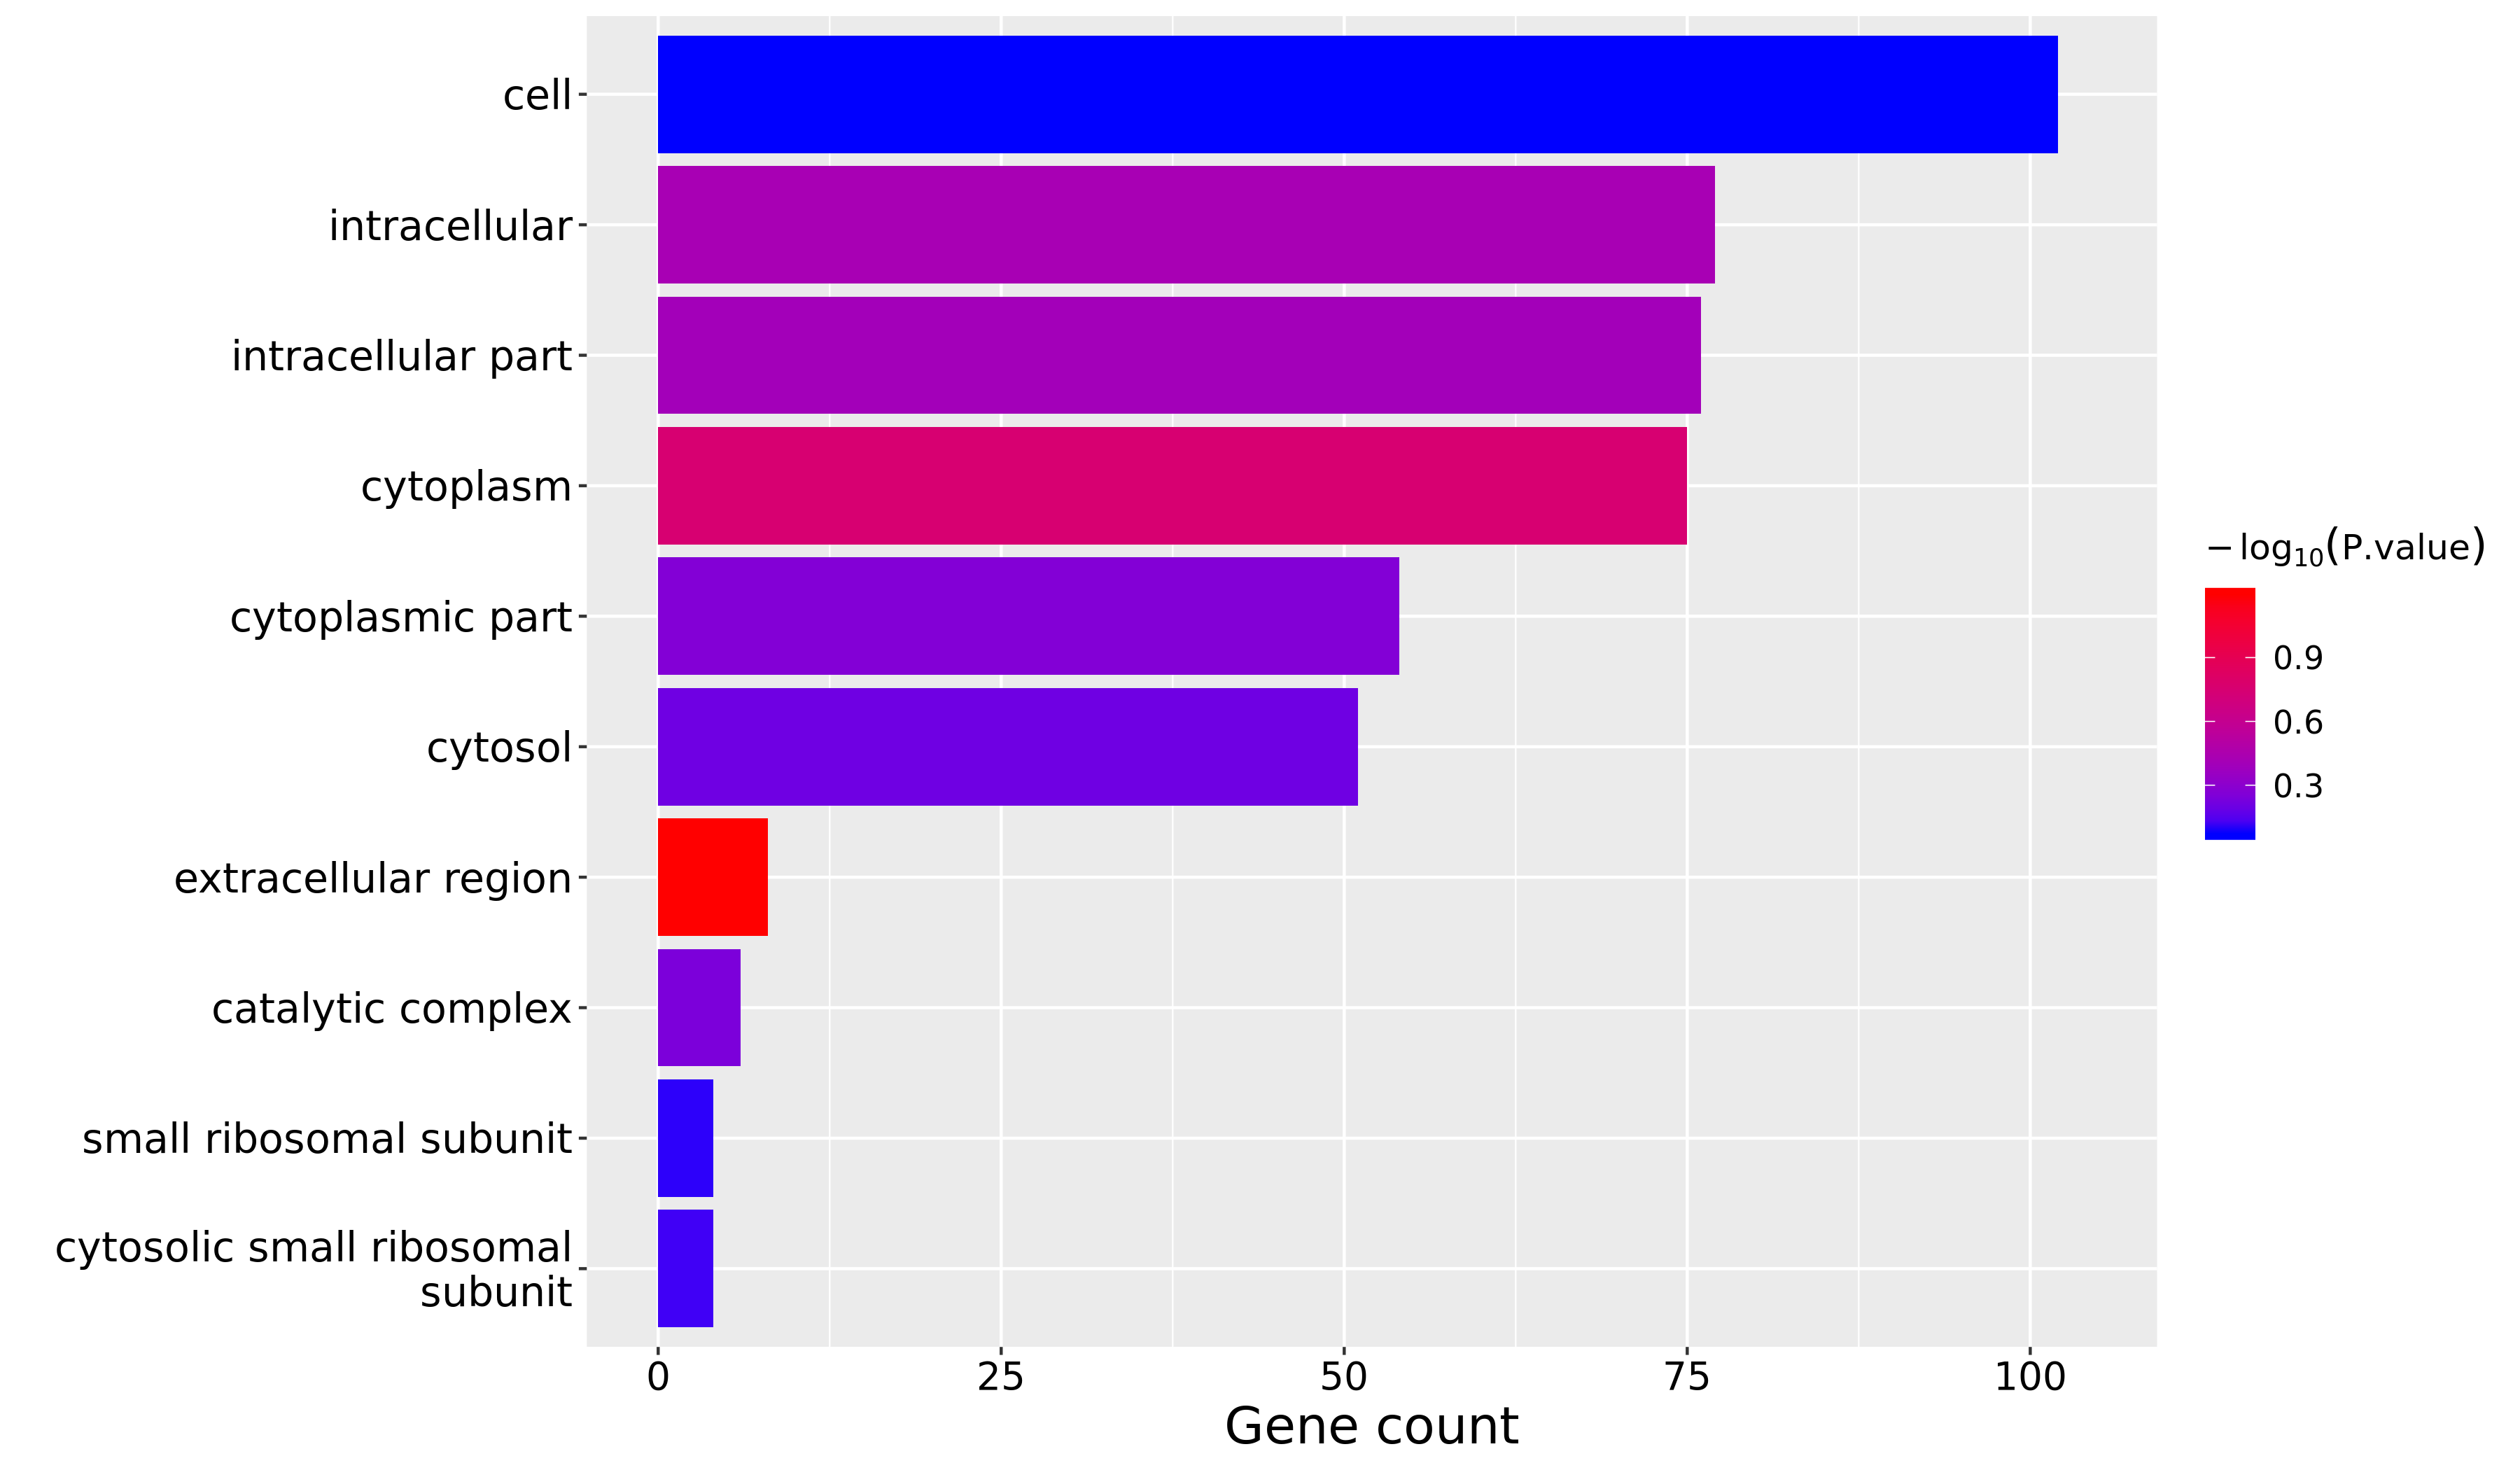 cell
intracellular
intracellular part
cytoplasm
cytoplasmic part
cytosol
extracellular region
catalytic complex
small ribosomal subunit
cytosolic small ribosomal
subunit
0 25 50 75 100
Gene count
− log₁₀(P.value)
0.9
0.6
0.3